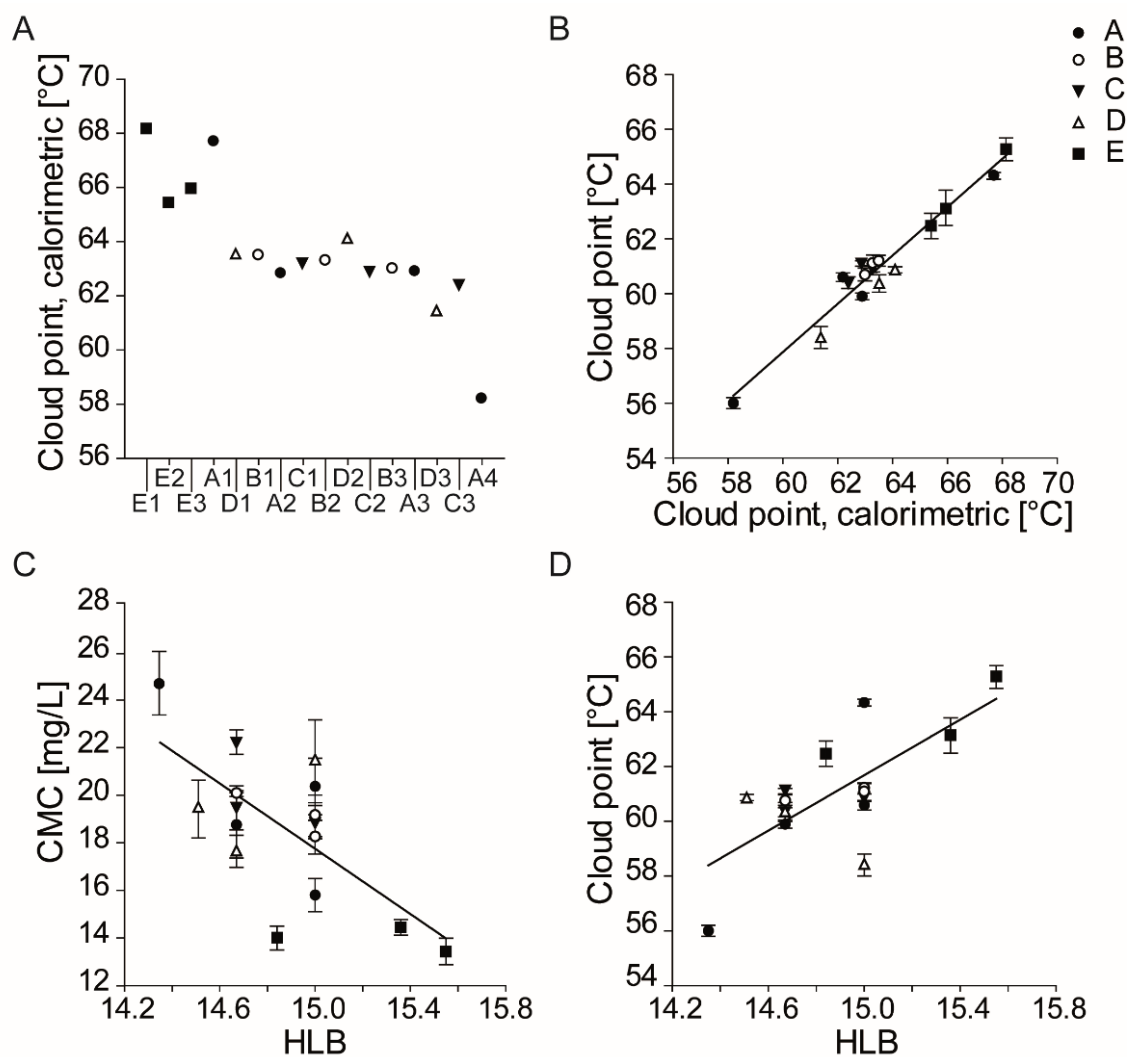 A
Cloud point, calorimetric [°C]
70
68
66
64
62
60
58
56
E2 A1 B1 C1 D2 B3 D3 A4
E1 E3 D1 A2 B2 C2 A3 C3
B
A
B
C
D
E
Cloud point [°C]
68
66
64
62
60
58
56
54
56 58 60 62 64 66 68 70
Cloud point, calorimetric [°C]
C
CMC [mg/L]
28
26
24
22
20
18
16
14
12
14.2 14.6 15.0 15.4 15.8
HLB
D
Cloud point [°C]
68
66
64
62
60
58
56
54
14.2 14.6 15.0 15.4 15.8
HLB